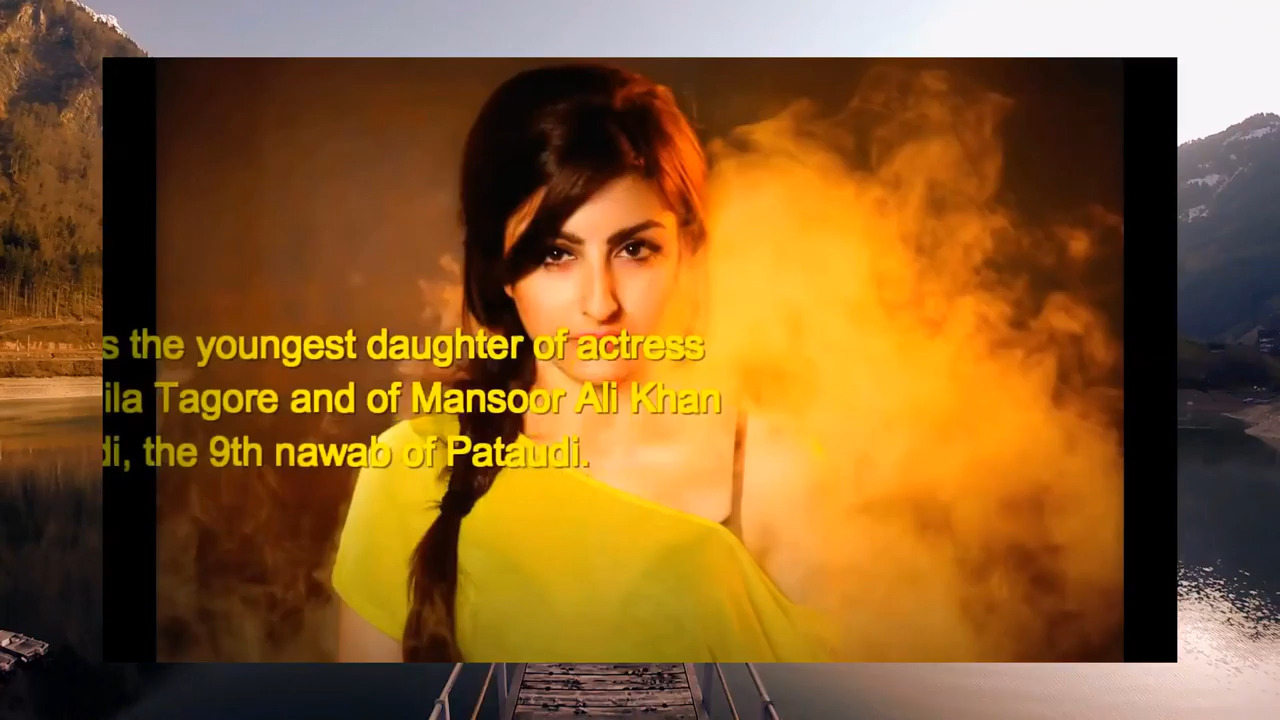 s the youngest daughter of actress
ila Tagore and of Mansoor Ali Khan
di, the 9th nawab of Pataudi.